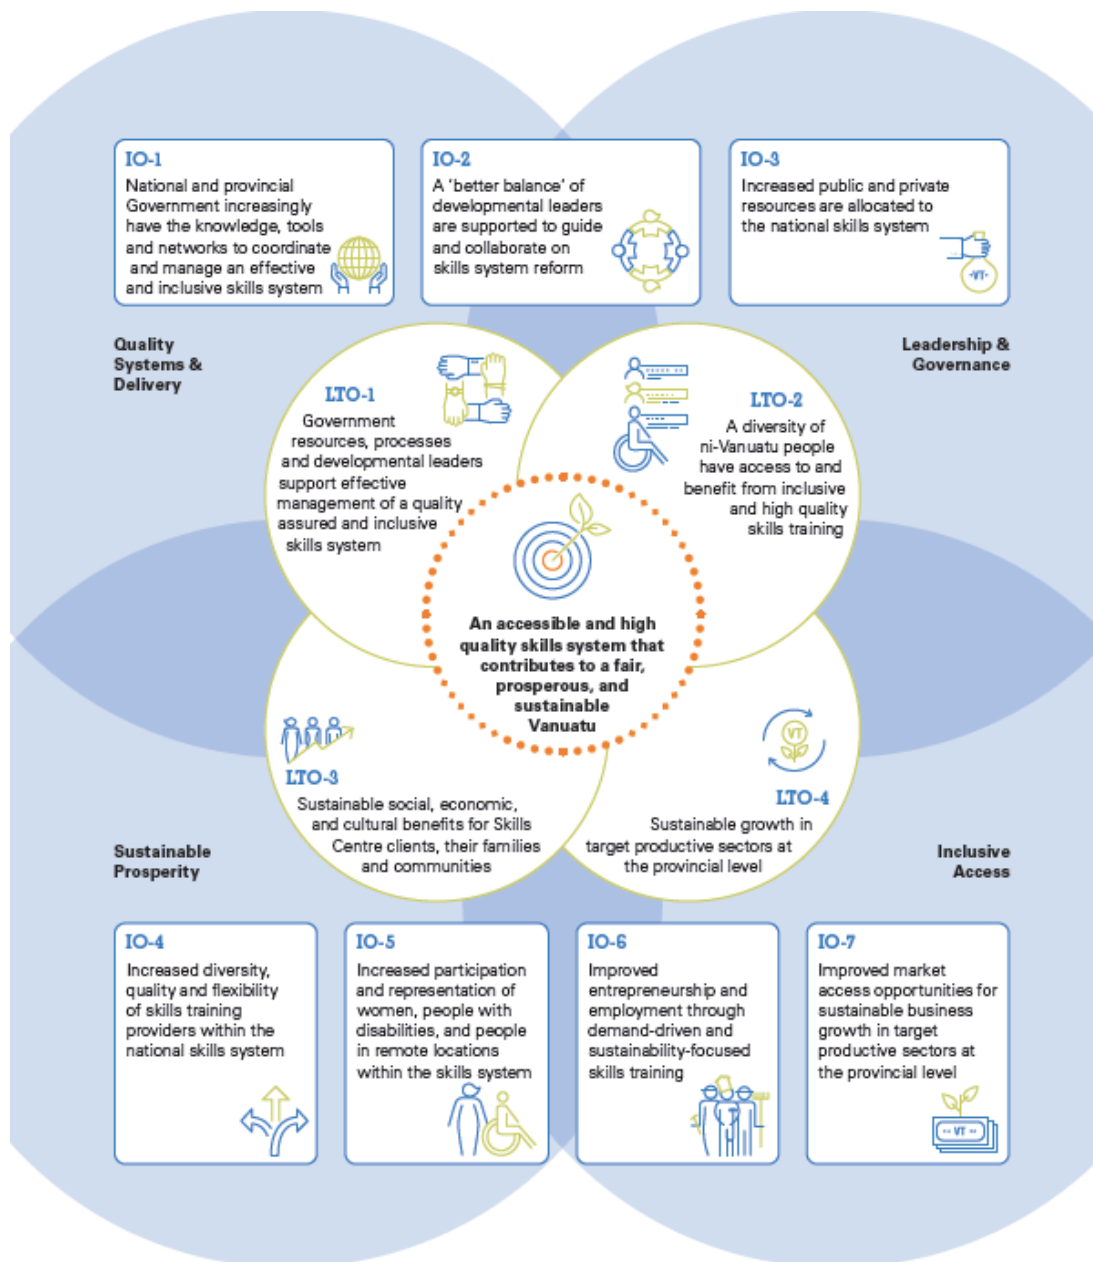 IO-1
National and provincial
Government increasingly
have the knowledge, tools
and networks to coordinate
and manage an effective
and inclusive skills system
IO-2
A ‘better balance’ of
developmental leaders
are supported to guide
and collaborate on
skills system reform
IO-3
Increased public and private
resources are allocated to
the national skills system
VT
Quality
Systems &
Delivery
Leadership &
Governance
LTO-1
Government
resources, processes
and developmental leaders
support effective
management of a quality
assured and inclusive
skills system
LTO-2
A diversity of
ni-Vanuatu people
have access to and
benefit from inclusive
and high quality
skills training
An accessible and high
quality skills system that
contributes to a fair,
prosperous, and
sustainable
Vanuatu
LTO-3
Sustainable social, economic,
and cultural benefits for Skills
Centre clients, their families
and communities
VT
LTO-4
Sustainable growth in
target productive sectors at
the provincial level
Sustainable
Prosperity
Inclusive
Access
IO-4
Increased diversity,
quality and flexibility
of skills training
providers within the
national skills system
IO-5
Increased participation
and representation of
women, people with
disabilities, and people
in remote locations
within the skills system
IO-6
Improved
entrepreneurship and
employment through
demand-driven and
sustainability-focused
skills training
IO-7
Improved market
access opportunities for
sustainable business
growth in target
productive sectors at
the provincial level
VT